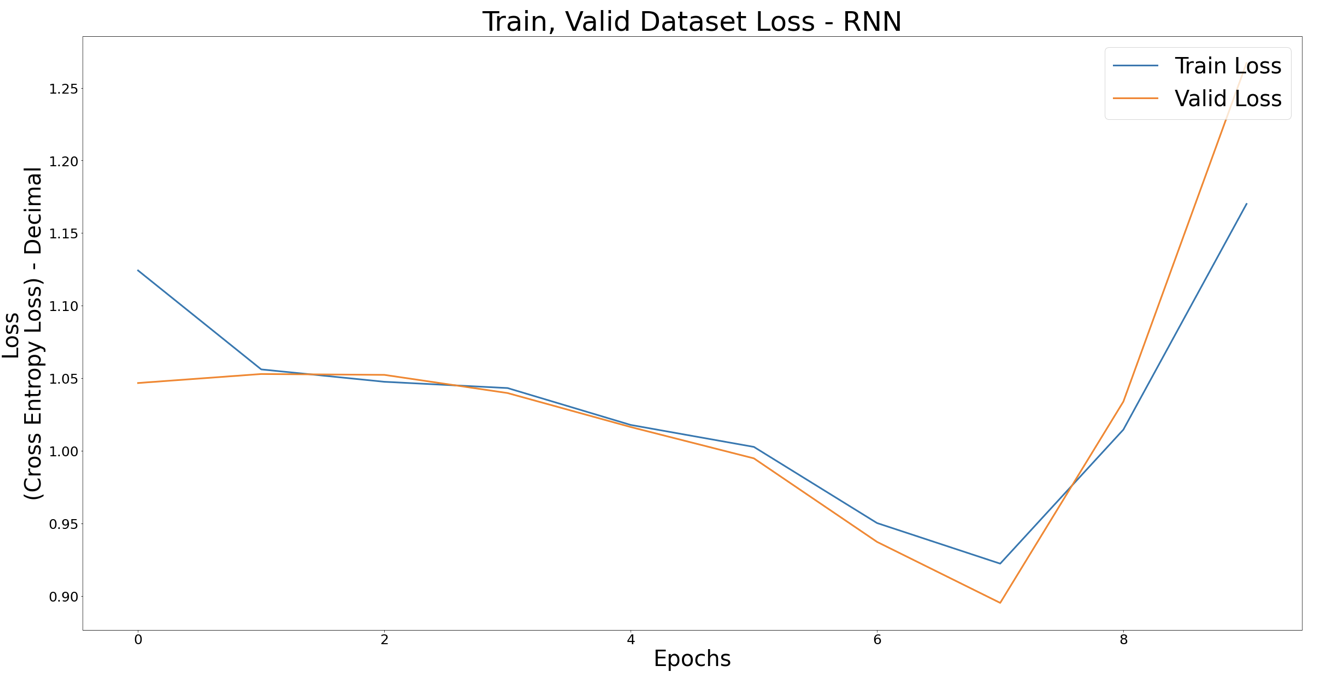 Train, Valid Dataset Loss - RNN
Train Loss
Valid Loss
Loss
(Cross Entropy Loss) - Decimal
1.25
1.20
1.15
1.10
1.05
1.00
0.95
0.90
0
2
4
6
8
Epochs